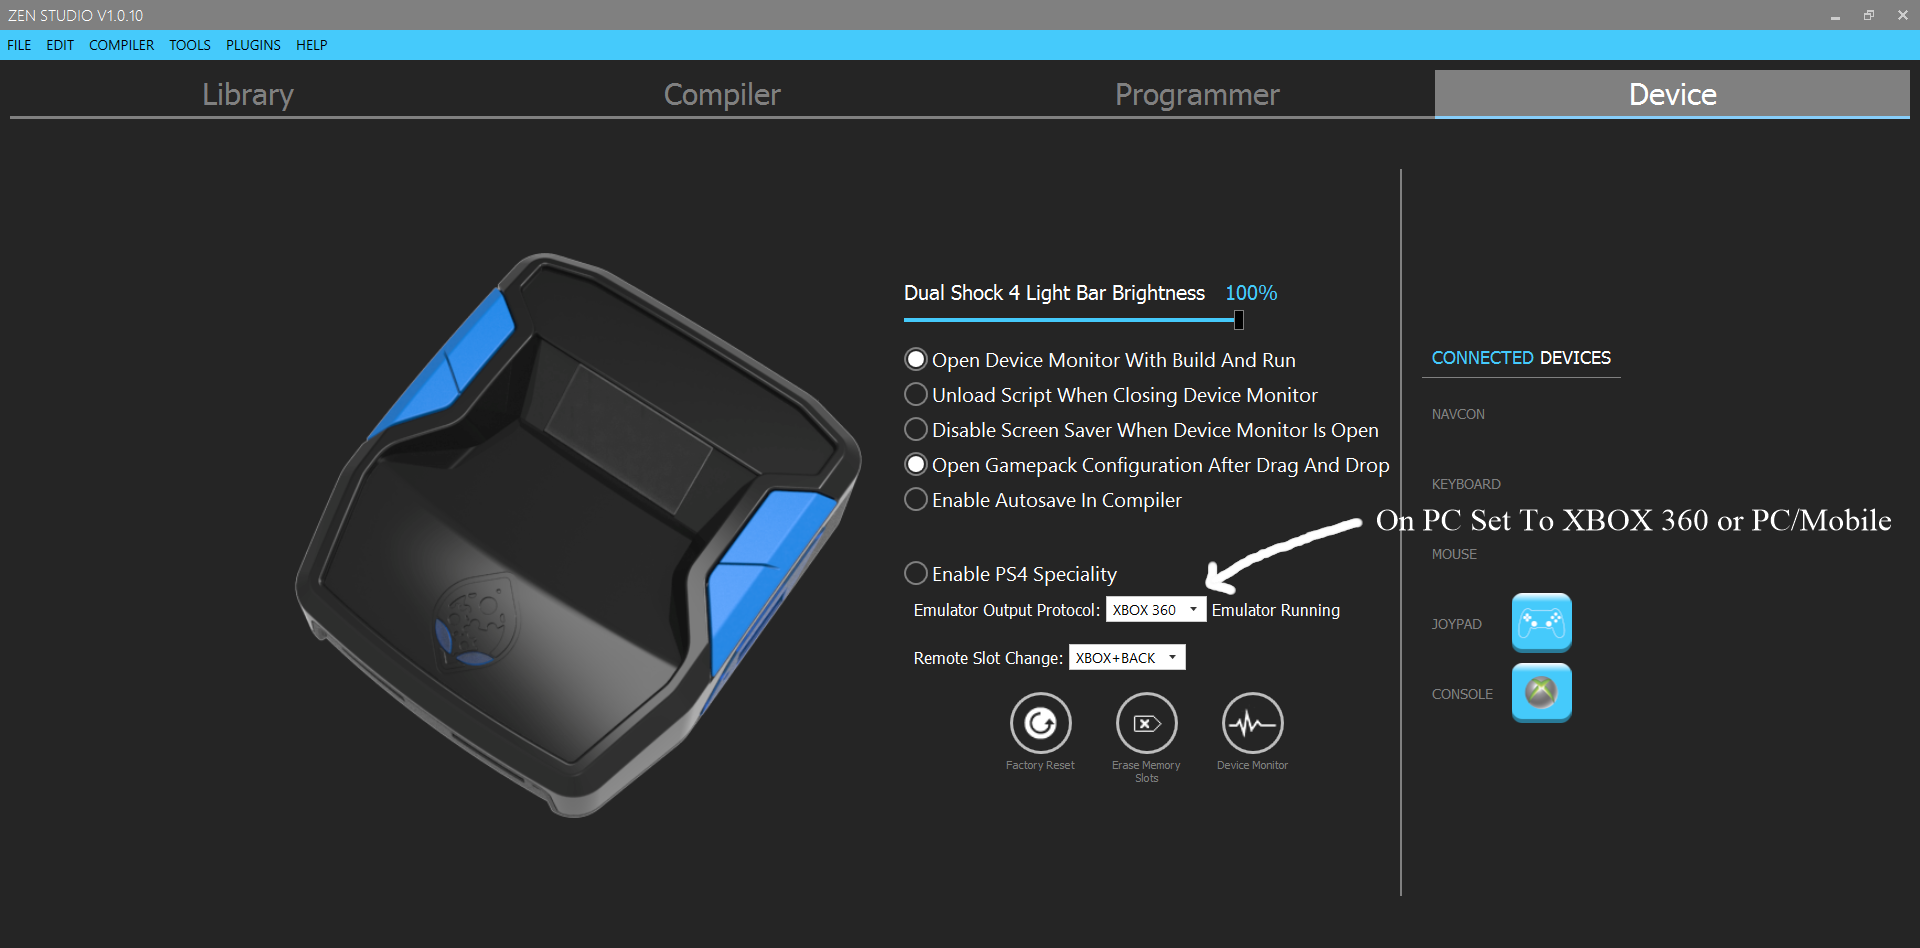 ZEN STUDIO V1.0.10
FILE EDIT COMPILER TOOLS PLUGINS HELP
Library Compiler Programmer Device
Dual Shock 4 Light Bar Brightness 100%
Open Device Monitor With Build And Run
Unload Script When Closing Device Monitor
Disable Screen Saver When Device Monitor Is Open
Open Gamepack Configuration After Drag And Drop
Enable Autosave In Compiler
Enable PS4 Speciality
Emulator Output Protocol: XBOX 360 Emulator Running
Remote Slot Change: XBOX+BACK
Factory Reset
Erase Memory
Slots
Device Monitor
CONNECTED DEVICES
NAVCON
KEYBOARD
On PC Set To XBOX 360 or PC/Mobile
MOUSE
JOYPAD
CONSOLE